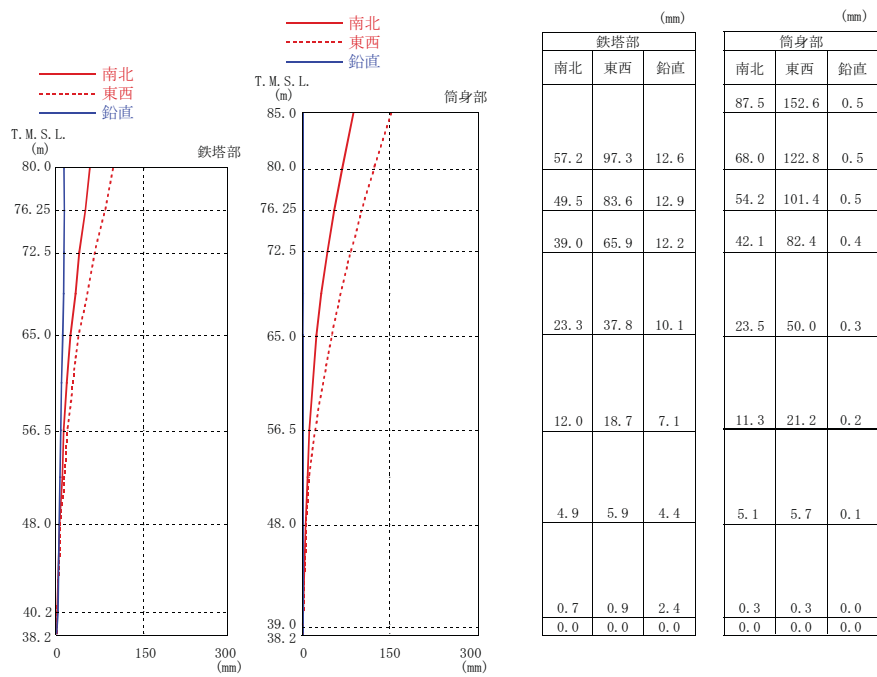 南北
東西
鉛直
T.M.S.L.
(m)
鉄塔部
80.0
76.25
72.5
65.0
56.5
48.0
40.2
38.2
0 150 300
(mm)
南北
東西
鉛直
T.M.S.L.
(m)
筒身部
85.0
80.0
76.25
72.5
65.0
56.5
48.0
39.0
38.2
0 150 300
(mm)
(mm)
鉄塔部
南北 東西 鉛直
57.2 97.3 12.6
49.5 83.6 12.9
39.0 65.9 12.2
23.3 37.8 10.1
12.0 18.7 7.1
4.9 5.9 4.4
0.7 0.9 2.4
0.0 0.0 0.0
(mm)
筒身部
南北 東西 鉛直
87.5 152.6 0.5
68.0 122.8 0.5
54.2 101.4 0.5
42.1 82.4 0.4
23.5 50.0 0.3
11.3 21.2 0.2
5.1 5.7 0.1
0.3 0.3 0.0
0.0 0.0 0.0